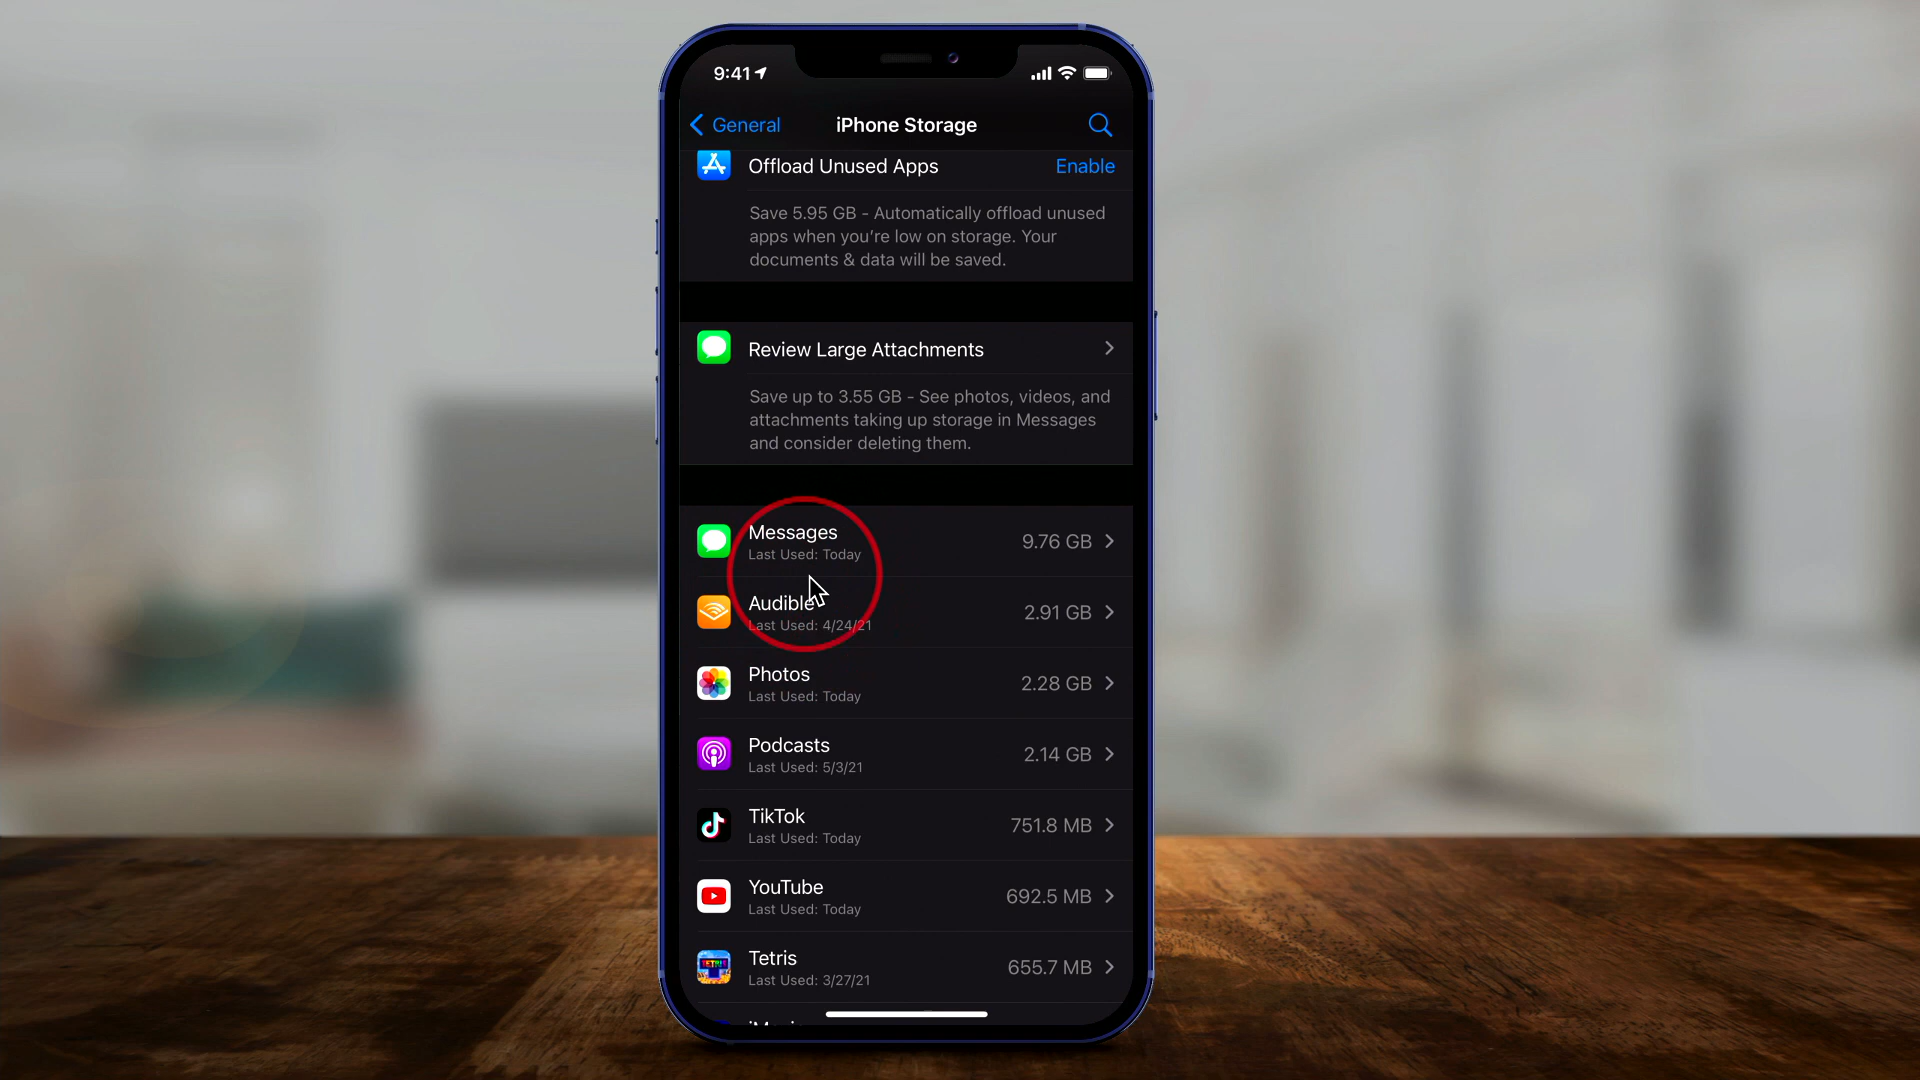 9:41
General
iPhone Storage
Offload Unused Apps
Enable
Save 5.95 GB - Automatically offload unused
apps when you're low on storage. Your
documents & data will be saved.
Review Large Attachments
Save up to 3.55 GB - See photos, videos, and
attachments taking up storage in Messages
and consider deleting them.
Messages
Last Used: Today
9.76 GB
Audible
Last Used: 4/24/21
2.91 GB
Photos
Last Used: Today
2.28 GB
Podcasts
Last Used: 5/3/21
2.14 GB
TikTok
Last Used: Today
751.8 MB
YouTube
Last Used: Today
692.5 MB
TETRIS
Tetris
Last Used: 3/27/21
655.7 MB